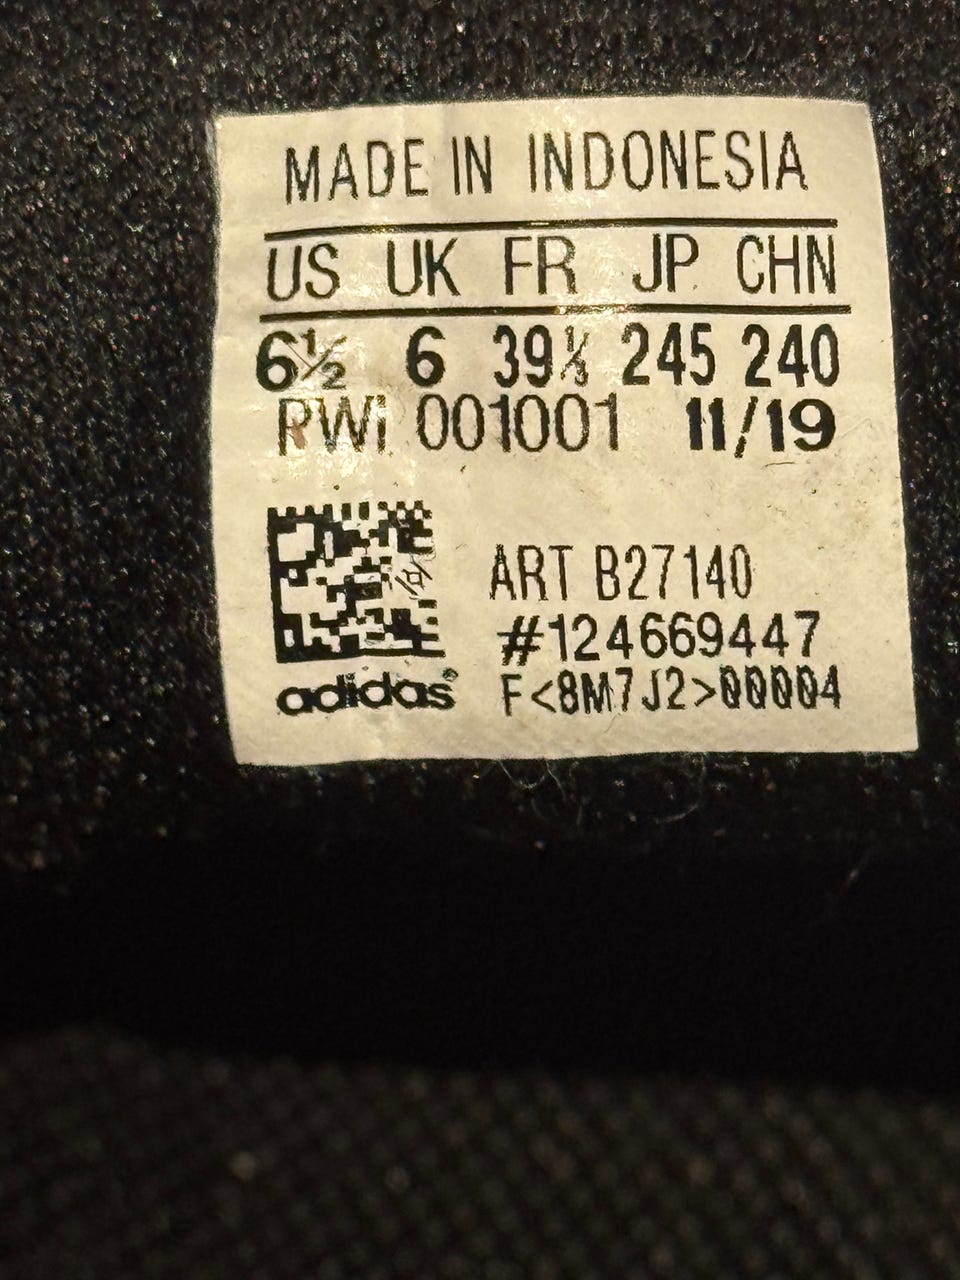 MADE IN INDONESIA
US UK FR JP CHN
6½ 6 39⅓ 245 240
RWI 001001 11/19
ART B27140
#124669447
F<8M7J2>00004
adidas®